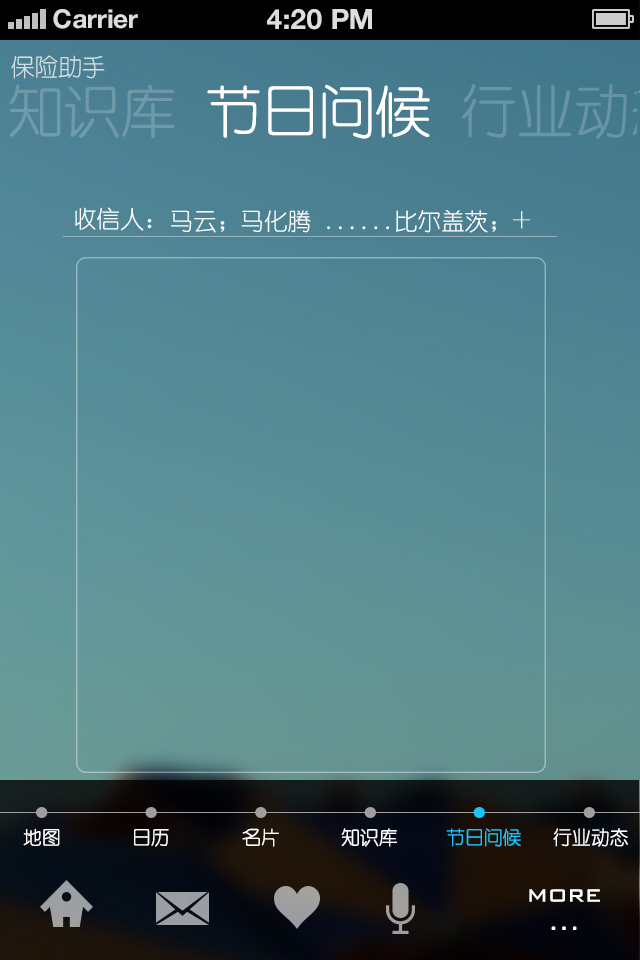 Carrier 4:20 PM
保险助手
知识库 节日问候 行业动态
收信人：马云；马化腾 ......比尔盖茨；+
地图 日历 名片 知识库 节日问候 行业动态
MORE
...